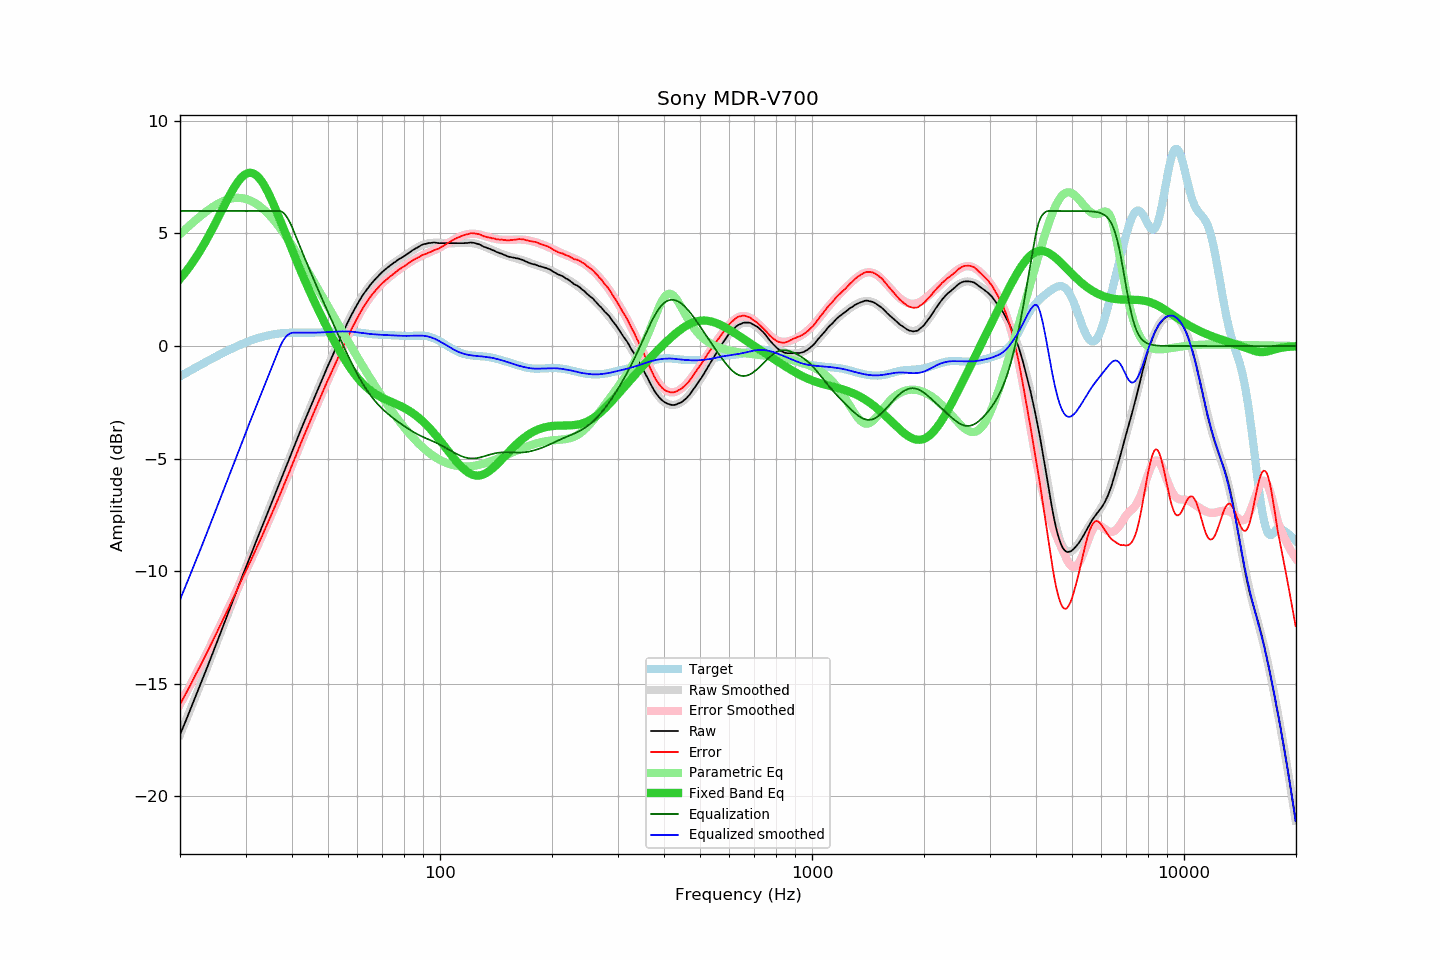 Sony MDR-V700
10
5
0
−5
−10
−15
−20
Amplitude (dBr)
Target
Raw Smoothed
Error Smoothed
Raw
Error
Parametric Eq
Fixed Band Eq
Equalization
Equalized smoothed
100
1000
10000
Frequency (Hz)